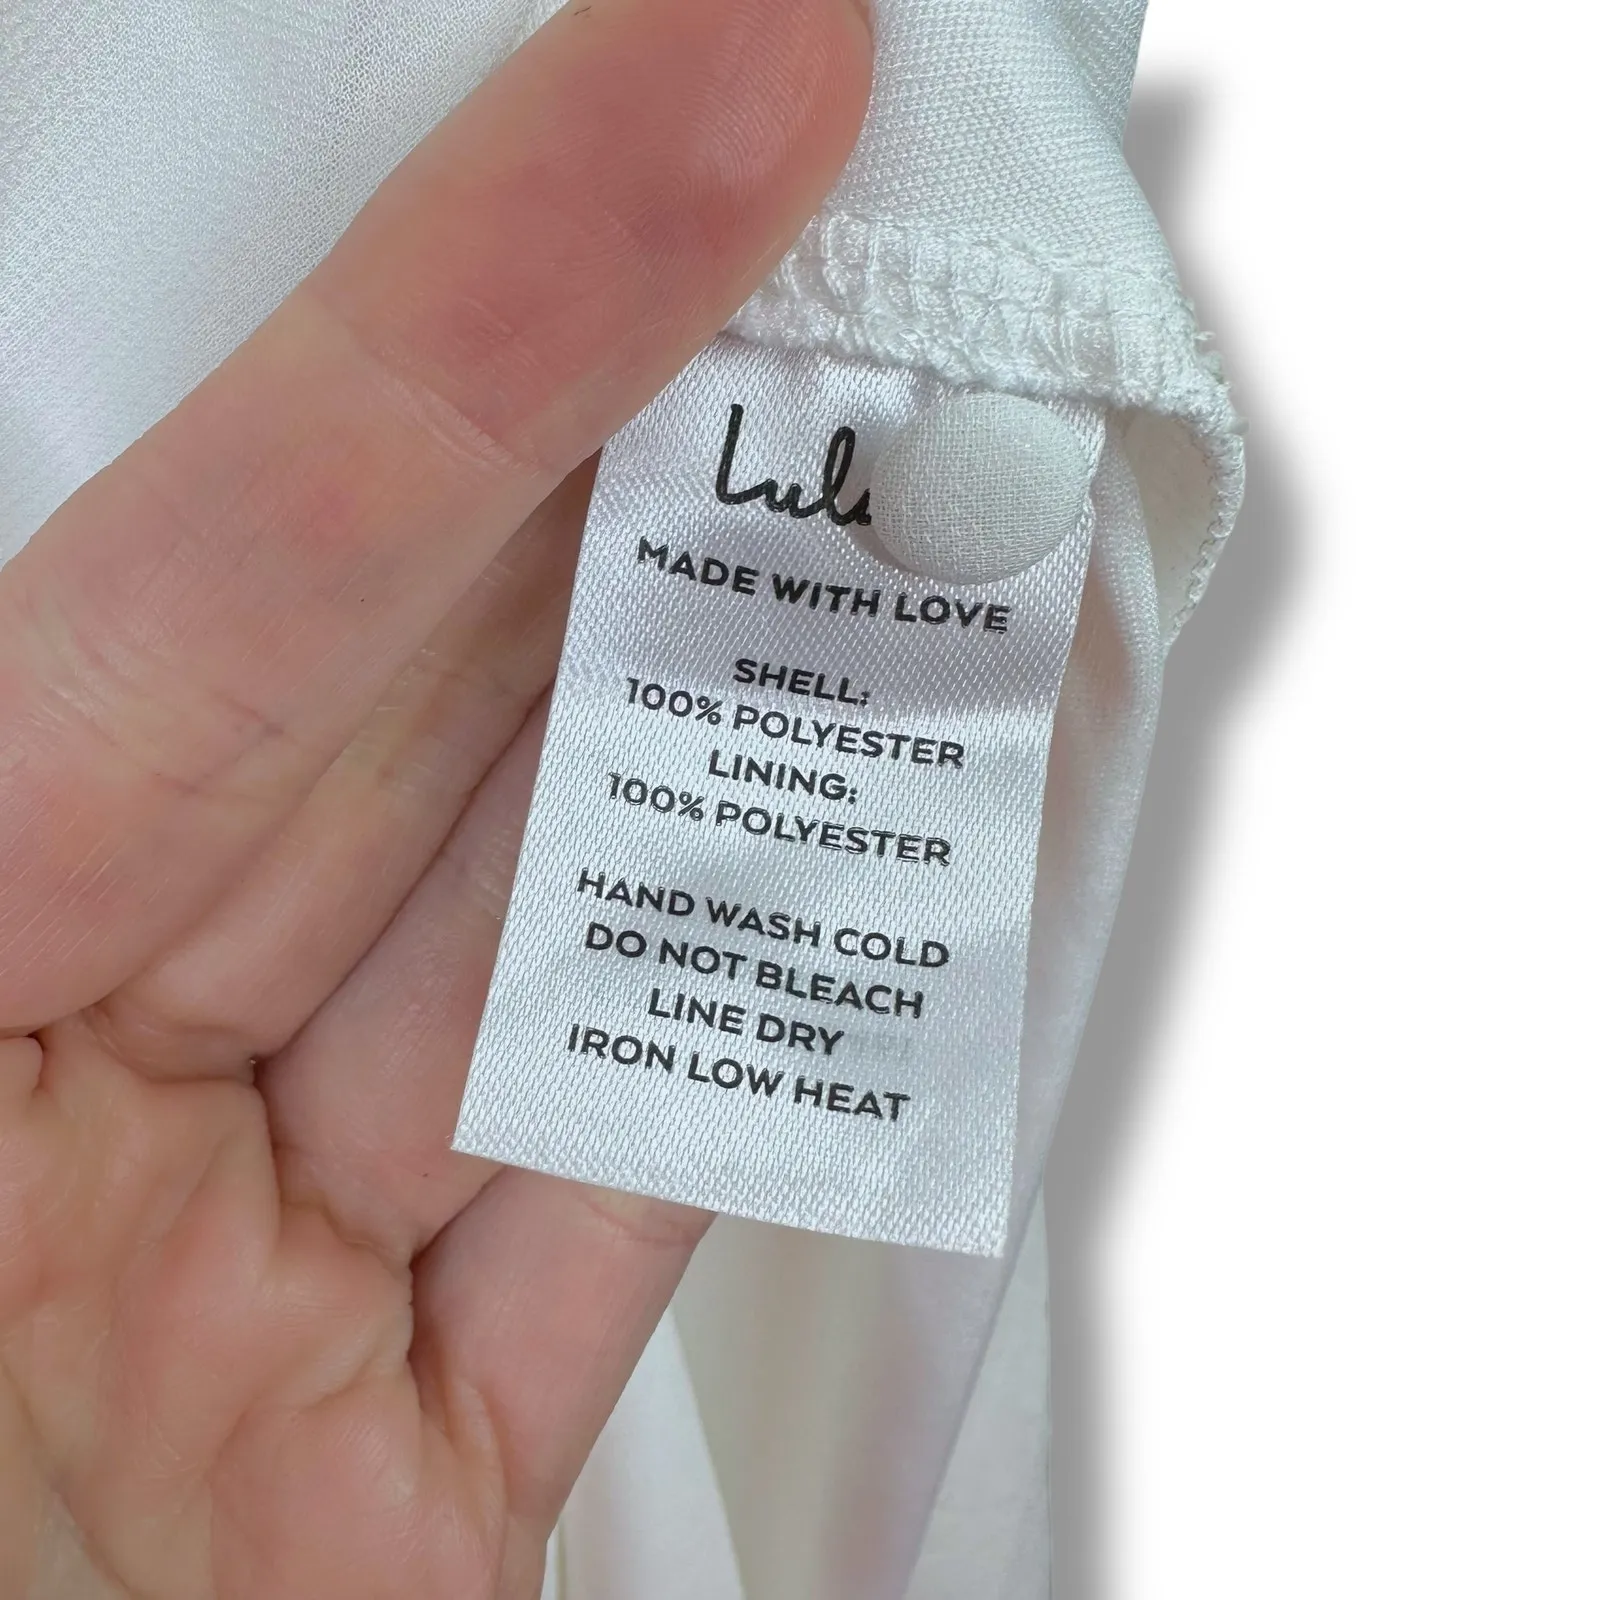 MADE WITH LOVE
SHELL:
100% POLYESTER
LINING:
100% POLYESTER
HAND WASH COLD
DO NOT BLEACH
LINE DRY
IRON LOW HEAT